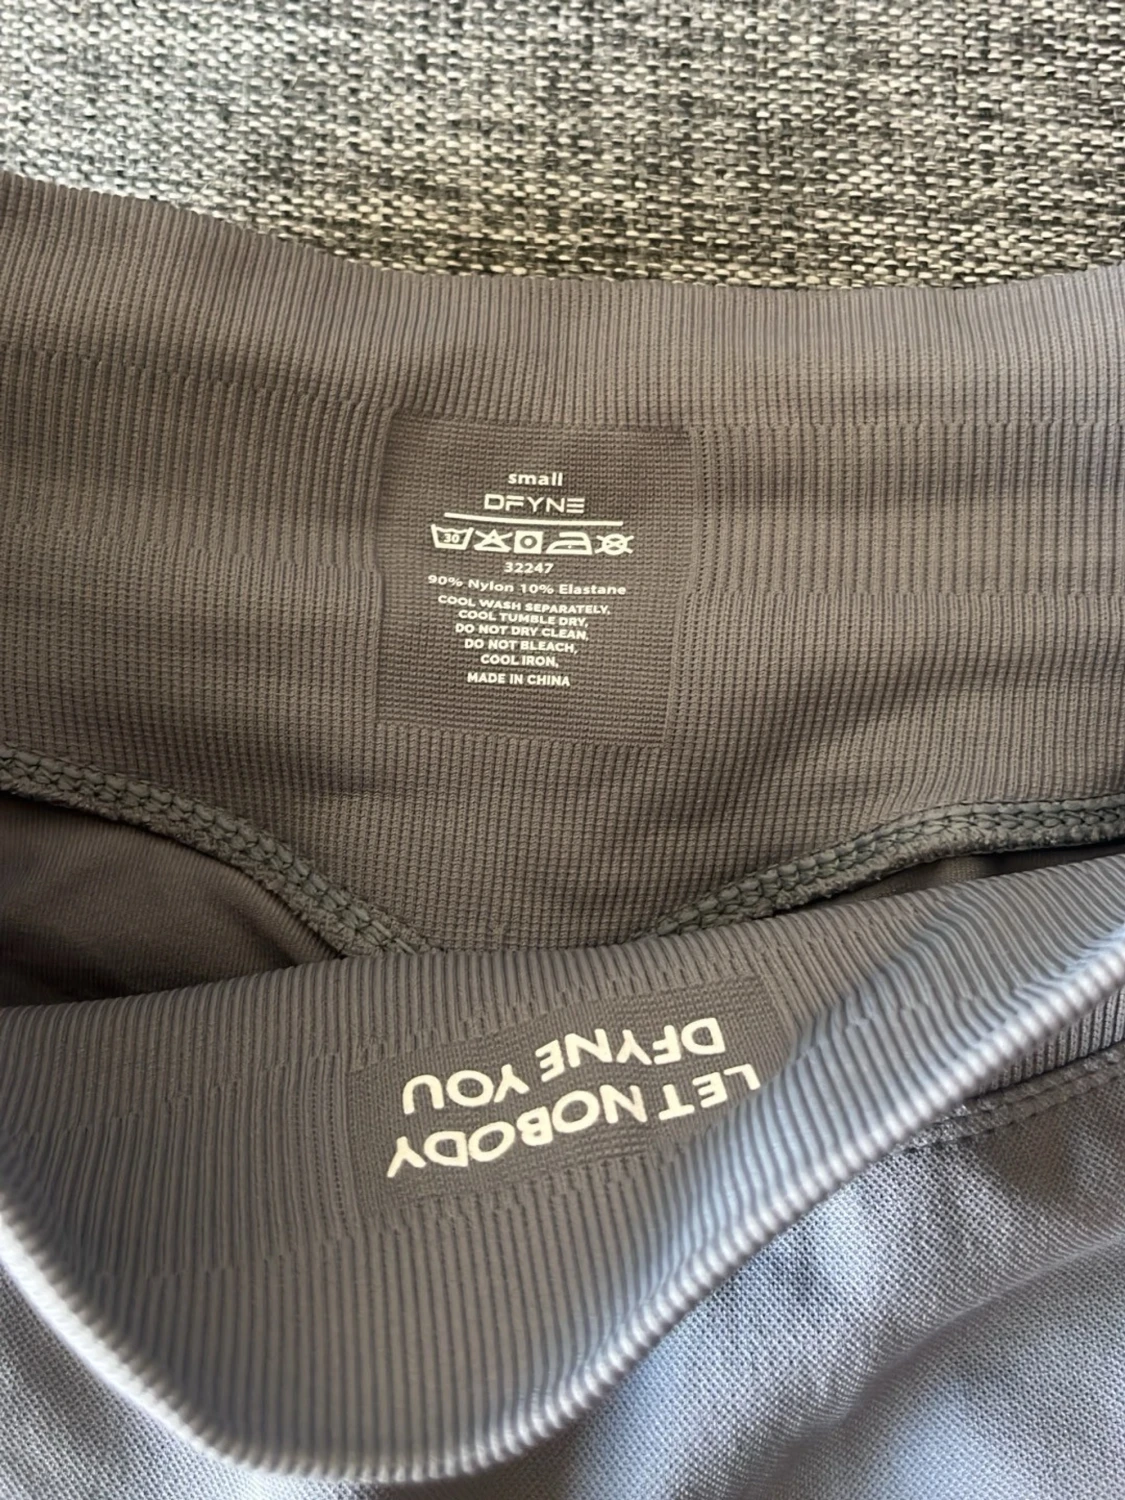 small
DFYNE
30
32247
90% Nylon 10% Elastane
COOL WASH SEPARATELY,
COOL TUMBLE DRY,
DO NOT DRY CLEAN,
DO NOT BLEACH,
COOL IRON,
MADE IN CHINA
LET NOBODY
DFYNE YOU